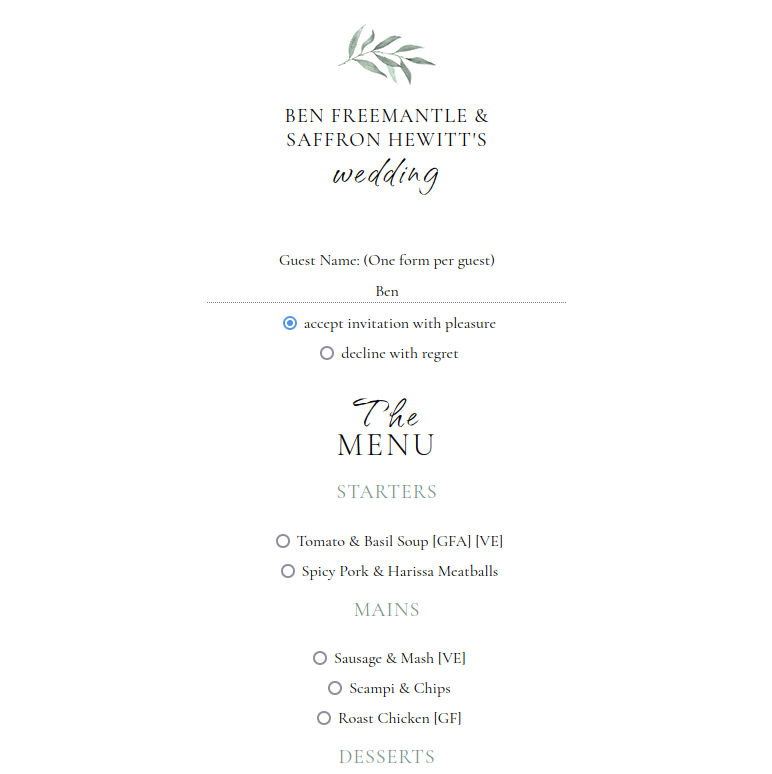 BEN FREEMANTLE &
SAFFRON HEWITT'S
wedding
Guest Name: (One form per guest)
Ben
accept invitation with pleasure
decline with regret
The
MENU
STARTERS
Tomato & Basil Soup [GFA] [VE]
Spicy Pork & Harissa Meatballs
MAINS
Sausage & Mash [VE]
Scampi & Chips
Roast Chicken [GF]
DESSERTS